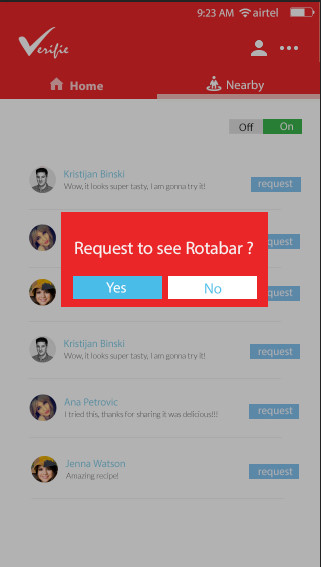 9:23 AM airtel
Verifie
Home
Nearby
Off On
Kristijan Binski
Wow, it looks super tasty, I am gonna try it!
request
Request to see Rotabar ?
Yes
No
quest
quest
Kristijan Binski
Wow, it looks super tasty, I am gonna try it!
request
Ana Petrovic
I tried this, thanks for sharing it was delicious!!!
request
Jenna Watson
Amazing recipe!
request